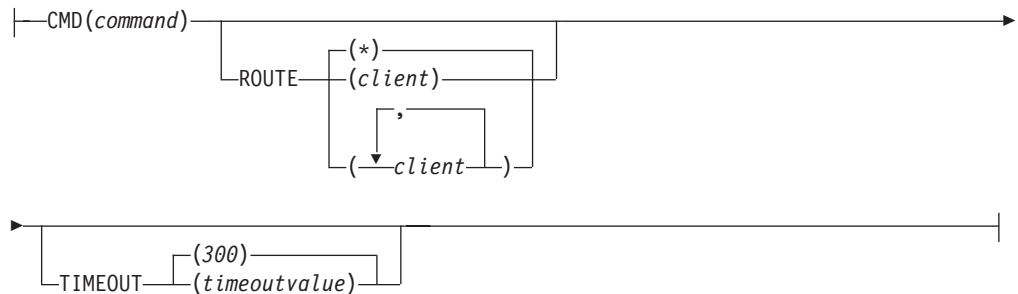 CMD(command)
(*)
ROUTE (client)
,
( client )
(300)
TIMEOUT (timeoutvalue)